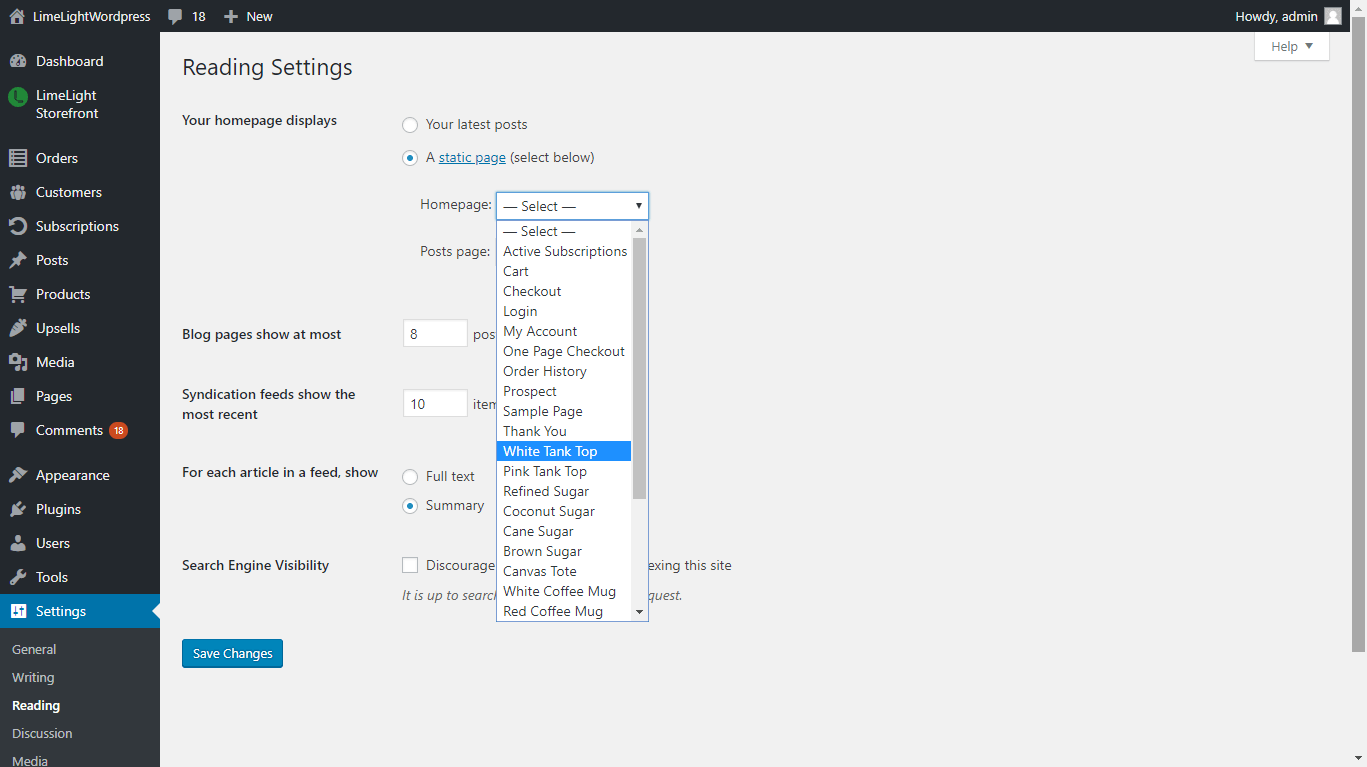 LimeLightWordpress 18 New Howdy, admin
Help
Dashboard
LimeLight
Storefront
Orders
Customers
Subscriptions
Posts
Products
Upsells
Media
Pages
Comments 18
Appearance
Plugins
Users
Tools
Settings
General
Writing
Reading
Discussion
Media
Reading Settings
Your homepage displays
Your latest posts
A static page (select below)
Homepage: — Select —
— Select —
Active Subscriptions
Cart
Checkout
Login
My Account
One Page Checkout
Order History
Prospect
Sample Page
Thank You
White Tank Top
Pink Tank Top
Refined Sugar
Coconut Sugar
Cane Sugar
Brown Sugar
Canvas Tote
White Coffee Mug
Red Coffee Mug
Posts page:
Blog pages show at most 8 pos
Syndication feeds show the
most recent
10 item
For each article in a feed, show
Full text
Summary
Search Engine Visibility
Discourage exing this site
It is up to search quest.
Save Changes